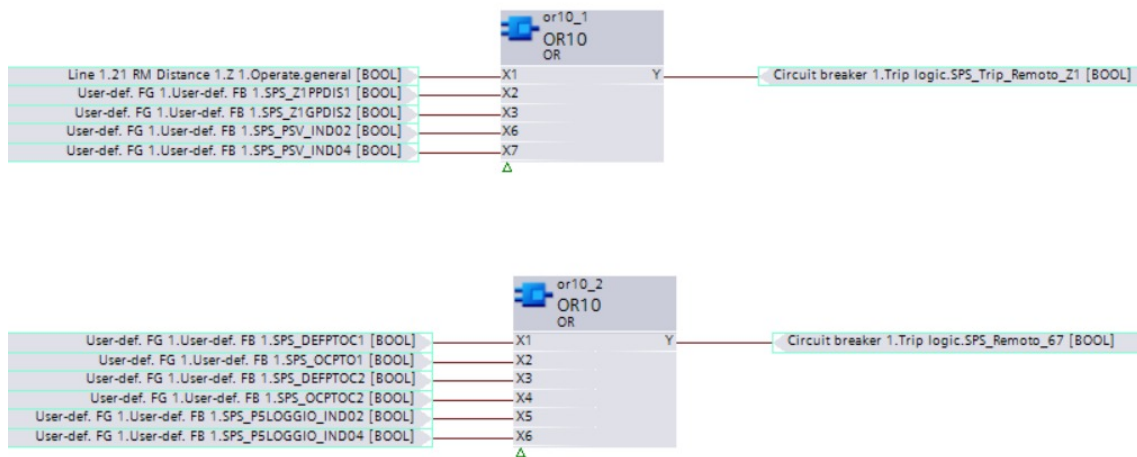 or10_1
OR10
OR
Line 1.21 RM Distance 1.Z 1.Operate.general [BOOL] X1 Y Circuit breaker 1.Trip logic.SPS_Trip_Remoto_Z1 [BOOL]
User-def. FG 1.User-def. FB 1.SPS_Z1PPDIS1 [BOOL] X2
User-def. FG 1.User-def. FB 1.SPS_Z1GPDIS2 [BOOL] X3
User-def. FG 1.User-def. FB 1.SPS_PSV_IND02 [BOOL] X6
User-def. FG 1.User-def. FB 1.SPS_PSV_IND04 [BOOL] X7
or10_2
OR10
OR
User-def. FG 1.User-def. FB 1.SPS_DEFPTOC1 [BOOL] X1 Y Circuit breaker 1.Trip logic.SPS_Remoto_67 [BOOL]
User-def. FG 1.User-def. FB 1.SPS_OCPTO1 [BOOL] X2
User-def. FG 1.User-def. FB 1.SPS_DEFPTOC2 [BOOL] X3
User-def. FG 1.User-def. FB 1.SPS_OCPTOC2 [BOOL] X4
User-def. FG 1.User-def. FB 1.SPS_P5LOGGIO_IND02 [BOOL] X5
User-def. FG 1.User-def. FB 1.SPS_P5LOGGIO_IND04 [BOOL] X6